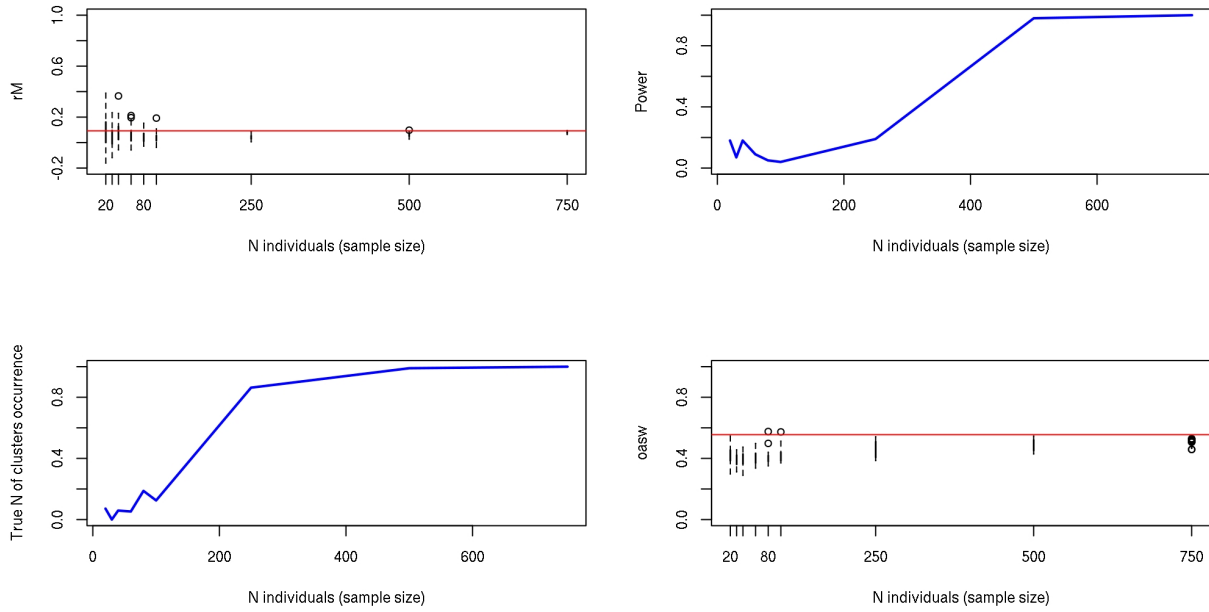 rM
1.0
0.6
0.2
-0.2
20 80 250 500 750
N individuals (sample size)
Power
0.8
0.4
0.0
0 200 400 600
N individuals (sample size)
True N of clusters occurrence
0.8
0.4
0.0
0 200 400 600
N individuals (sample size)
oasw
0.8
0.4
0.0
20 80 250 500 750
N individuals (sample size)